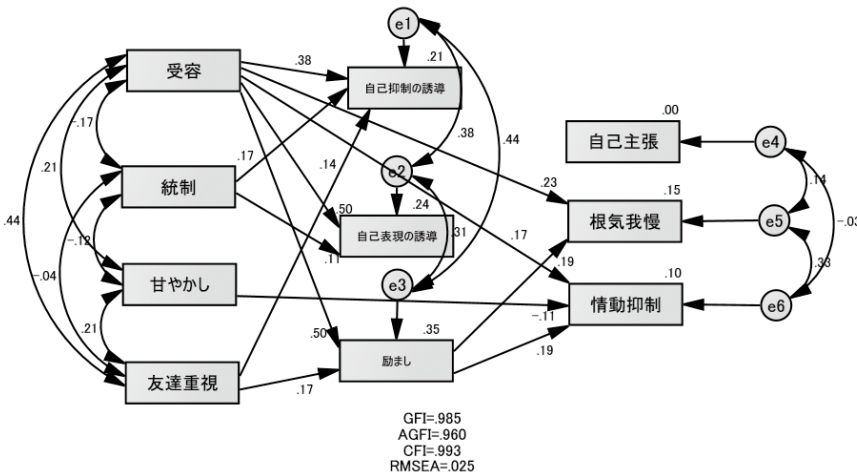 e1
.21
受容
.38
自己抑制の誘導
.00
-.17
.38
.44
自己主張
e4
.21
.17
.14
e2
.14
統制
.23
.15
.44
.50
.24
.17
根気我慢
e5
-.03
-.12
自己表現の誘導
.31
.11
.19
.33
-.04
e3
.10
甘やかし
情動抑制
e6
-.11
.21
.50
.35
.19
励まし
友達重視
.17
GFI=.985
AGFI=.960
CFI=.993
RMSEA=.025